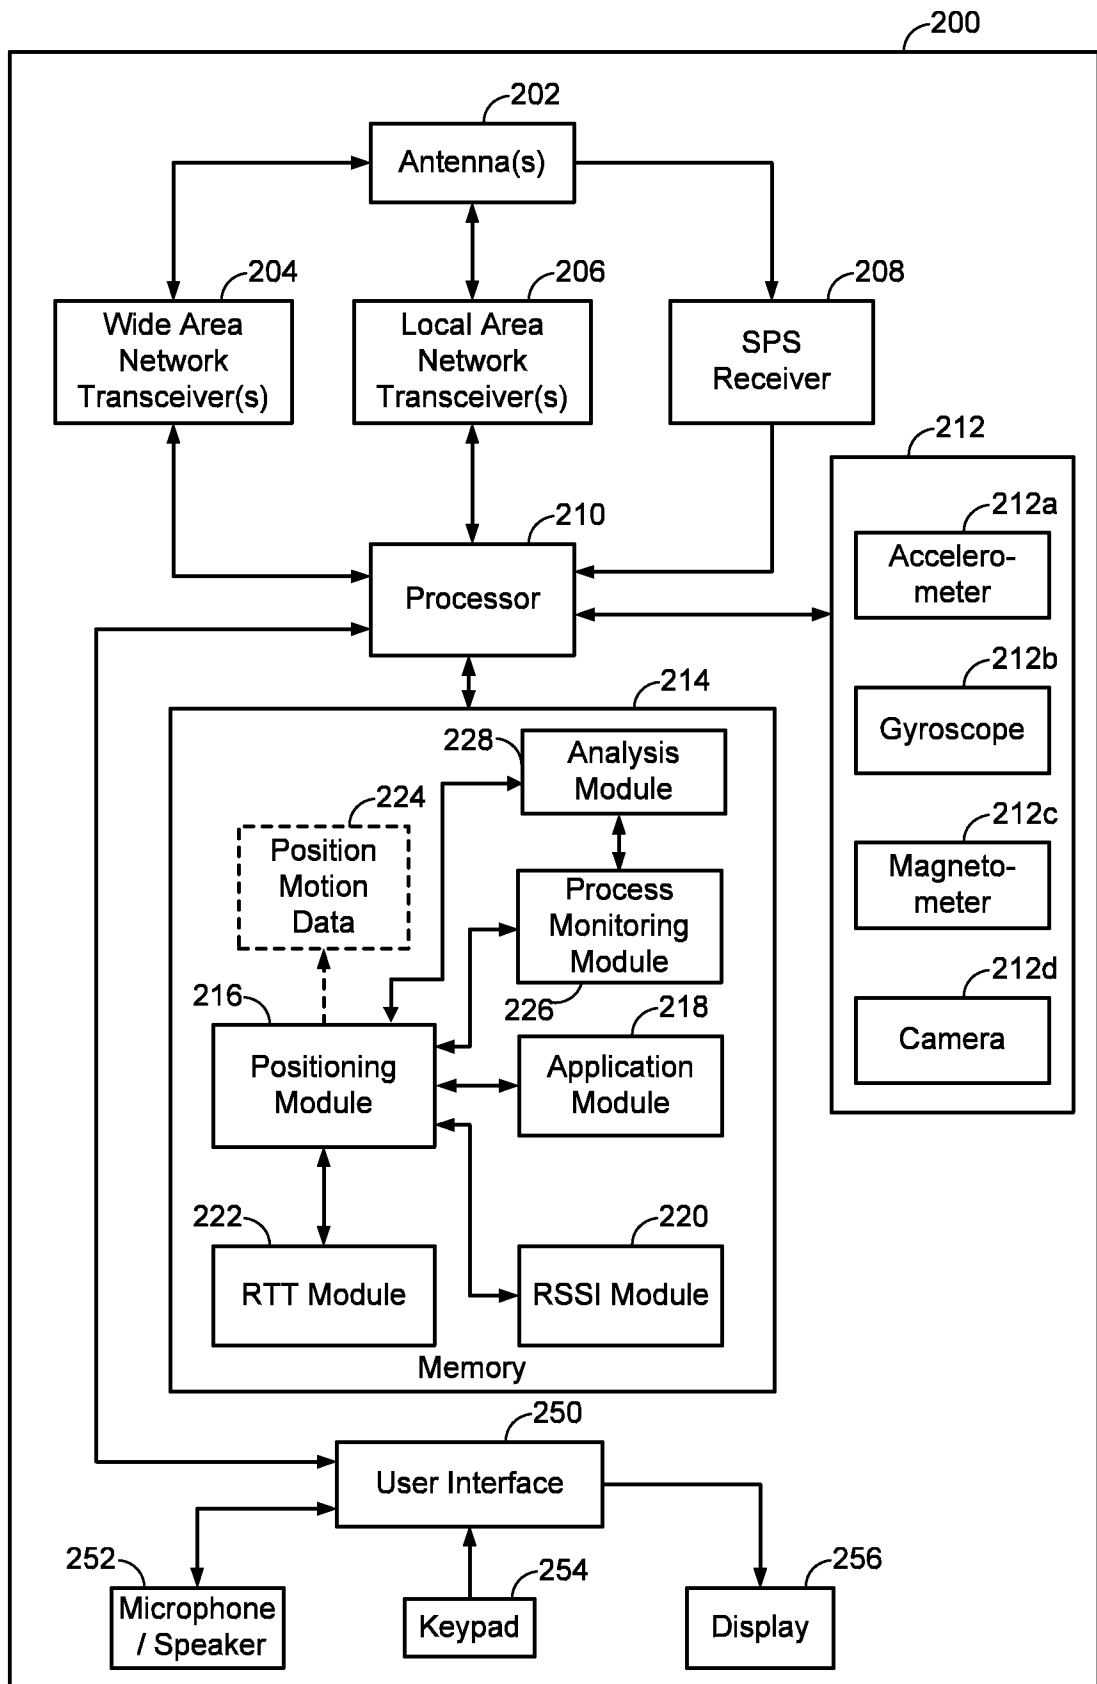 200
202
Antenna(s)
204
206
208
Wide Area
Network
Transceiver(s)
Local Area
Network
Transceiver(s)
SPS
Receiver
212
210
Processor
212a
Accelero-
meter
212b
Gyroscope
212c
Magneto-
meter
212d
Camera
214
228
Analysis
Module
224
Position
Motion
Data
Process
Monitoring
Module
226
216
Positioning
Module
218
Application
Module
222
RTT Module
220
RSSI Module
Memory
250
User Interface
252
Microphone
/ Speaker
254
Keypad
256
Display